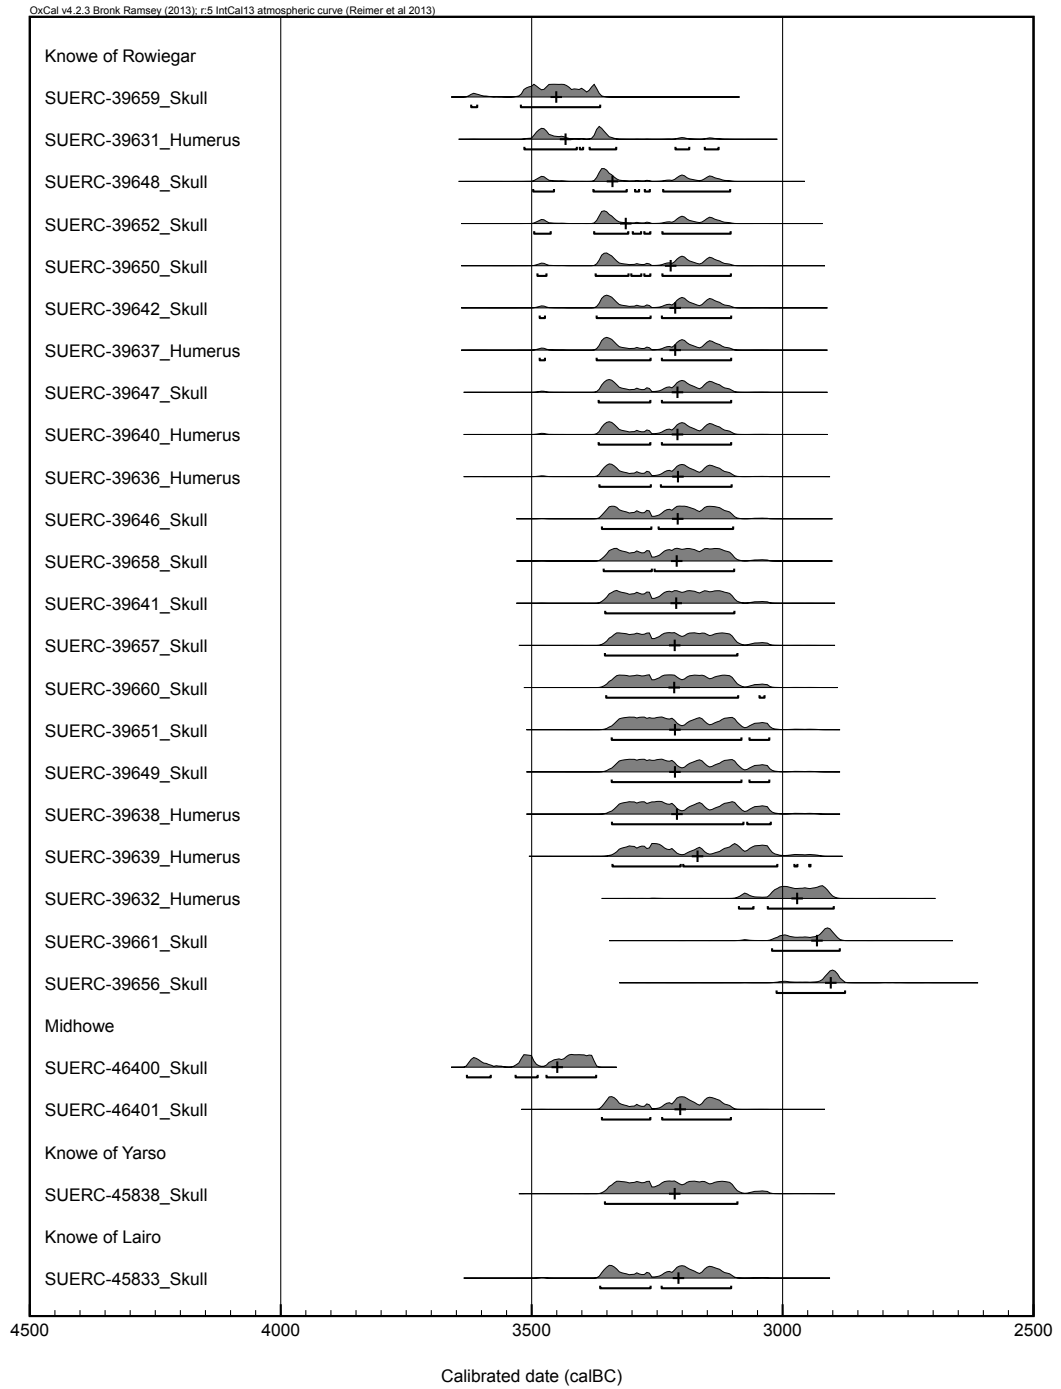 OxCal v4.2.3 Bronk Ramsey (2013); r:5 IntCal13 atmospheric curve (Reimer et al 2013)
Knowe of Rowiegar
SUERC-39659_Skull
SUERC-39631_Humerus
SUERC-39648_Skull
SUERC-39652_Skull
SUERC-39650_Skull
SUERC-39642_Skull
SUERC-39637_Humerus
SUERC-39647_Skull
SUERC-39640_Humerus
SUERC-39636_Humerus
SUERC-39646_Skull
SUERC-39658_Skull
SUERC-39641_Skull
SUERC-39657_Skull
SUERC-39660_Skull
SUERC-39651_Skull
SUERC-39649_Skull
SUERC-39638_Humerus
SUERC-39639_Humerus
SUERC-39632_Humerus
SUERC-39661_Skull
SUERC-39656_Skull
Midhowe
SUERC-46400_Skull
SUERC-46401_Skull
Knowe of Yarso
SUERC-45838_Skull
Knowe of Lairo
SUERC-45833_Skull
4500 4000 3500 3000 2500
Calibrated date (calBC)